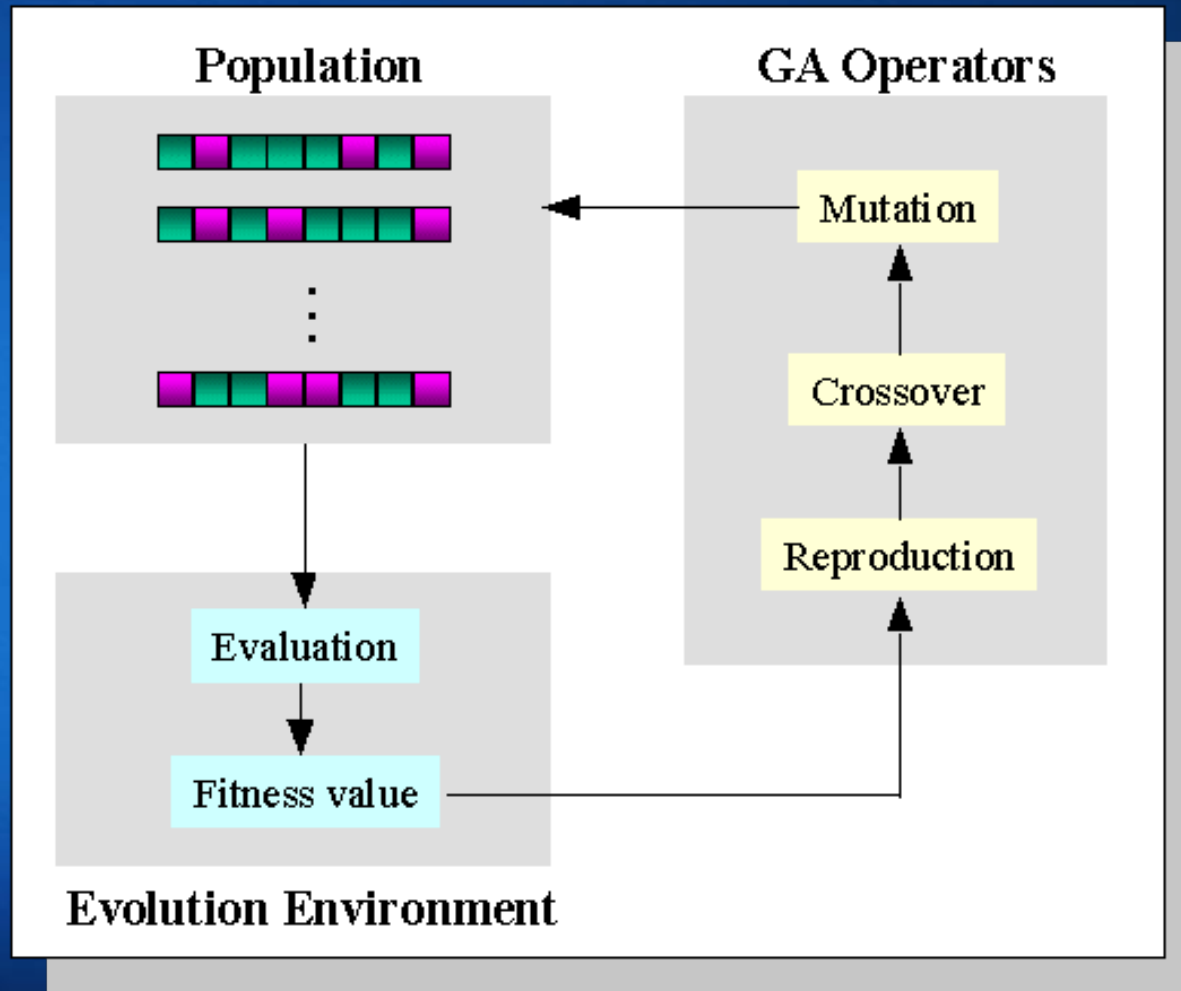 Population
GA Operators
Mutation
Crossover
Reproduction
Evaluation
Fitness value
Evolution Environment